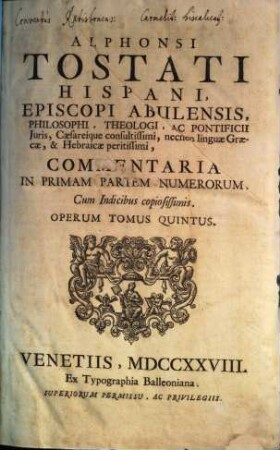 Conventus
ALPHONSI
TOSTATI
HISPANI,
EPISCOPI ABULENSIS,
PHILOSOPHI, THEOLOGI, AC PONTIFICII
Juris, Cæsareique consultissimi, necnon linguæ Græ-
cæ, & Hebraicæ peritissimi,
COMMENTARIA
IN PRIMAM PARTEM NUMERORUM,
Cum Indicibus copiosissimis.
OPERUM TOMUS QUINTUS.
VENETIIS, MDCCXXVIII.
Ex Typographia Balleoniana.
SUPERIORUM PERMISSU, AC PRIVILEGIIS.